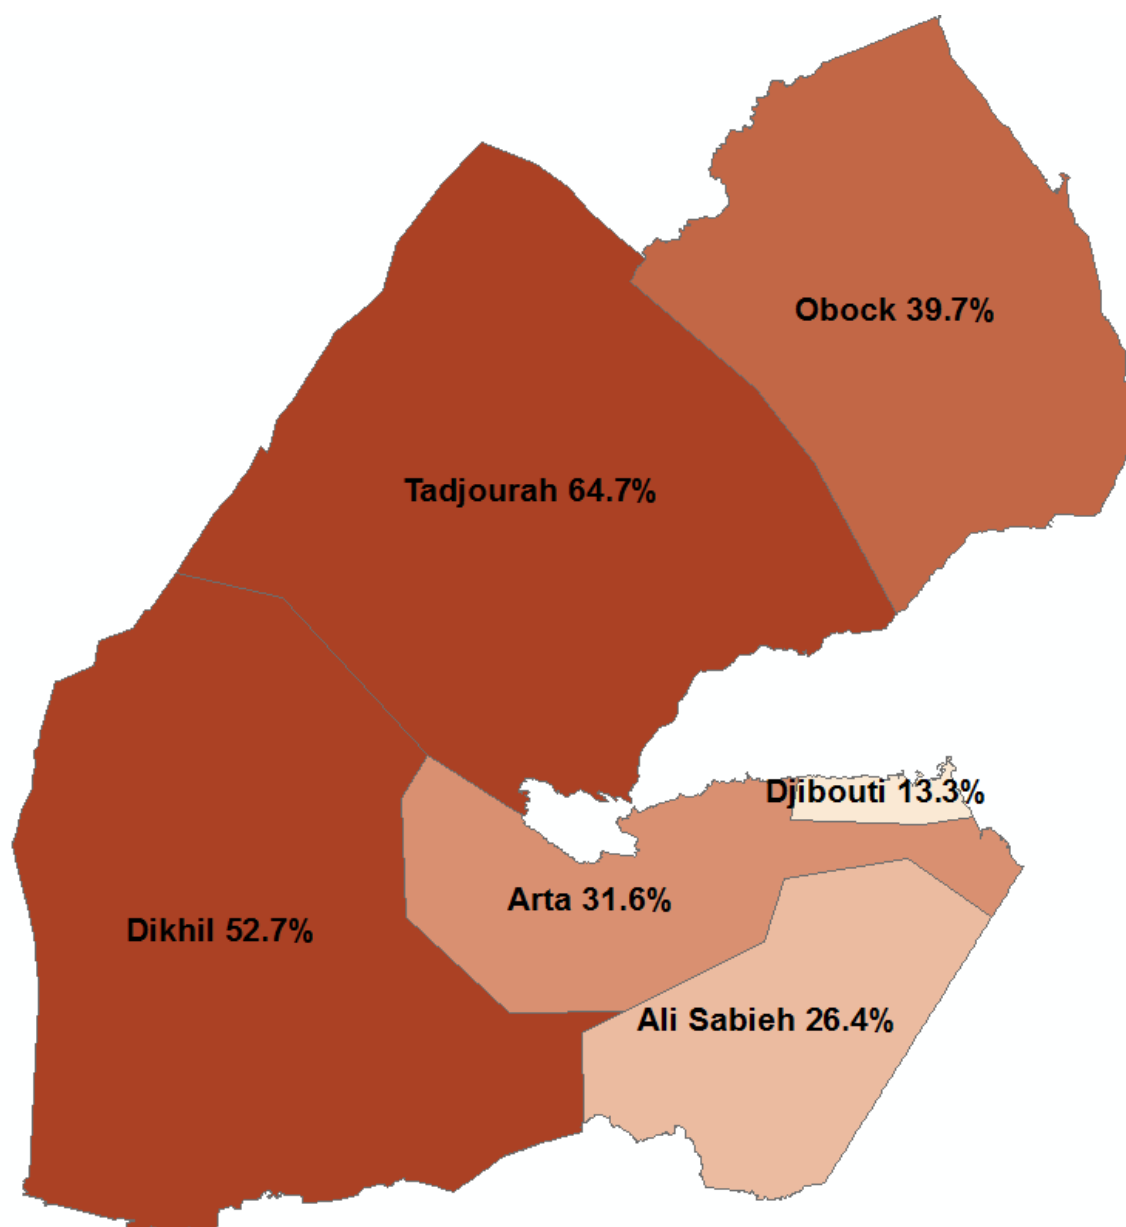 Obock 39.7%
Tadjourah 64.7%
Djibouti 13.3%
Arta 31.6%
Dikhil 52.7%
Ali Sabieh 26.4%